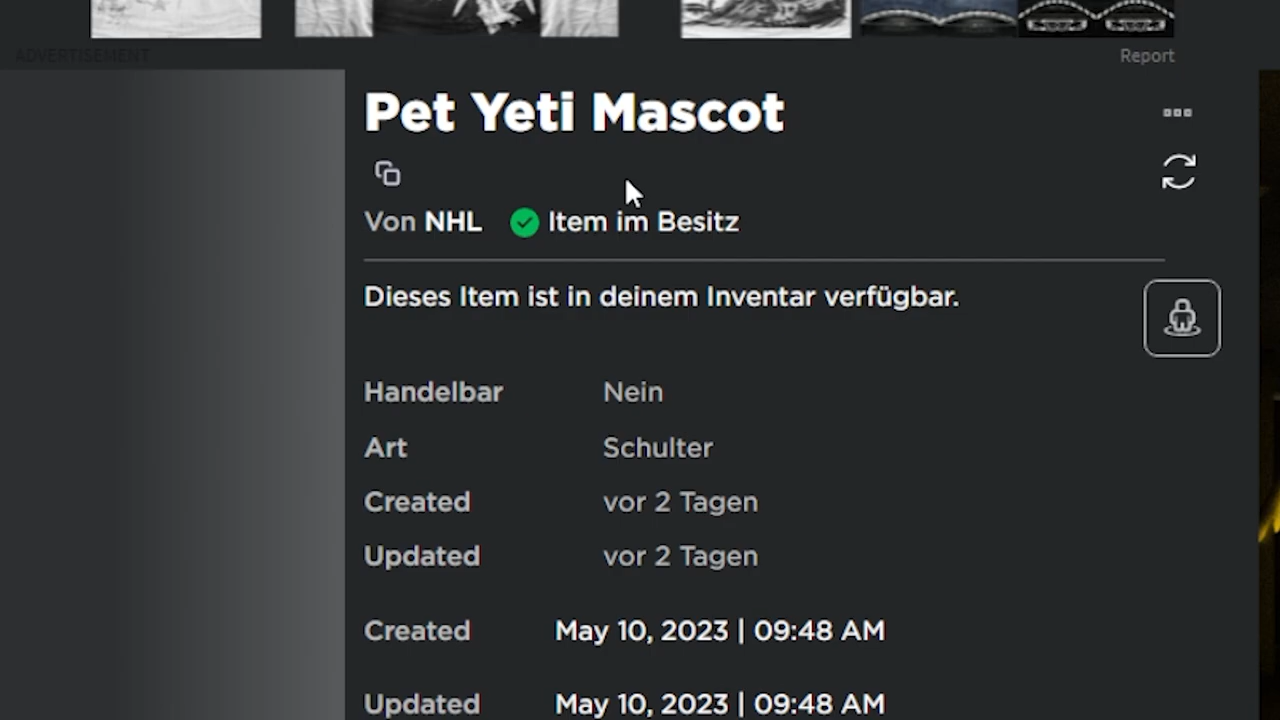 ADVERTISEMENT
Report
Pet Yeti Mascot
Von NHL Item im Besitz
Dieses Item ist in deinem Inventar verfügbar.
Handelbar Nein
Art Schulter
Created vor 2 Tagen
Updated vor 2 Tagen
Created May 10, 2023 | 09:48 AM
Updated May 10, 2023 | 09:48 AM